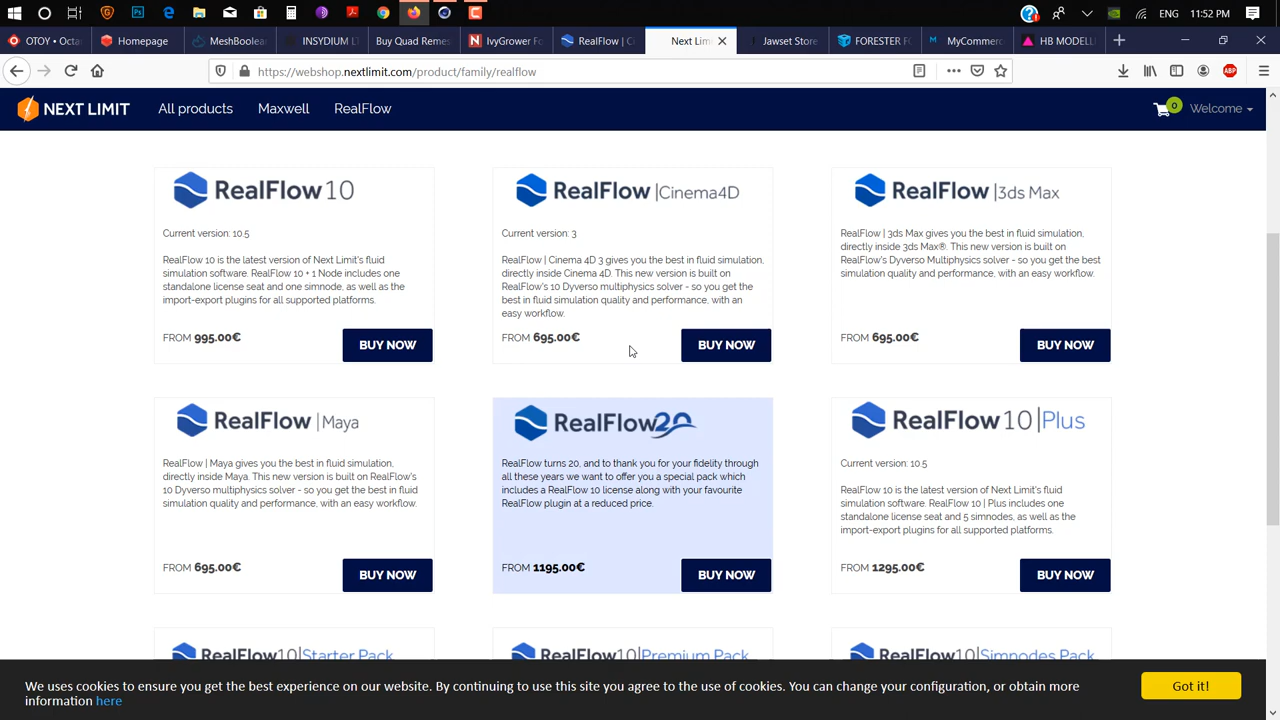 ENG 11:52 PM
OTOY • Octa
Homepage
MeshBoolean
INSYDIUM LT
Buy Quad Remes
IvyGrower Fo
RealFlow | C
Next Lim
Jawset Store
FORESTER FO
MyCommerc
HB MODELLI
https://webshop.nextlimit.com/product/family/realflow
ABP
NEXT LIMIT
All products
Maxwell
RealFlow
0
Welcome
RealFlow 10
Current version: 10.5
RealFlow 10 is the latest version of Next Limit's fluid
simulation software. RealFlow 10 + 1 Node includes one
standalone license seat and one simnode, as well as the
import-export plugins for all supported platforms.
FROM 995.00€
BUY NOW
RealFlow |Cinema4D
Current version: 3
RealFlow | Cinema 4D 3 gives you the best in fluid simulation,
directly inside Cinema 4D. This new version is built on
RealFlow's 10 Dyverso multiphysics solver - so you get the
best in fluid simulation quality and performance, with an
easy workflow.
FROM 695.00€
BUY NOW
RealFlow |3ds Max
RealFlow | 3ds Max gives you the best in fluid simulation,
directly inside 3ds Max®. This new version is built on
RealFlow's Dyverso Multiphysics solver - so you get the best
simulation quality and performance, with an easy workflow.
FROM 695.00€
BUY NOW
RealFlow |Maya
RealFlow | Maya gives you the best in fluid simulation,
directly inside Maya. This new version is built on RealFlow's
10 Dyverso multiphysics solver - so you get the best in fluid
simulation quality and performance, with an easy workflow.
FROM 695.00€
BUY NOW
RealFlow20
RealFlow turns 20, and to thank you for your fidelity through
all these years we want to offer you a special pack which
includes a RealFlow 10 license along with your favourite
RealFlow plugin at a reduced price.
FROM 1195.00€
BUY NOW
RealFlow 10|Plus
Current version: 10.5
RealFlow 10 is the latest version of Next Limit's fluid
simulation software. RealFlow 10 | Plus includes one
standalone license seat and 5 simnodes, as well as the
import-export plugins for all supported platforms.
FROM 1295.00€
BUY NOW
RealFlow10|Starter Pack
RealFlow10|Premium Pack
RealFlow10|Simnodes Pack
We uses cookies to ensure you get the best experience on our website. By continuing to use this site you agree to the use of cookies. You can change your configuration, or obtain more
information here
Got it!